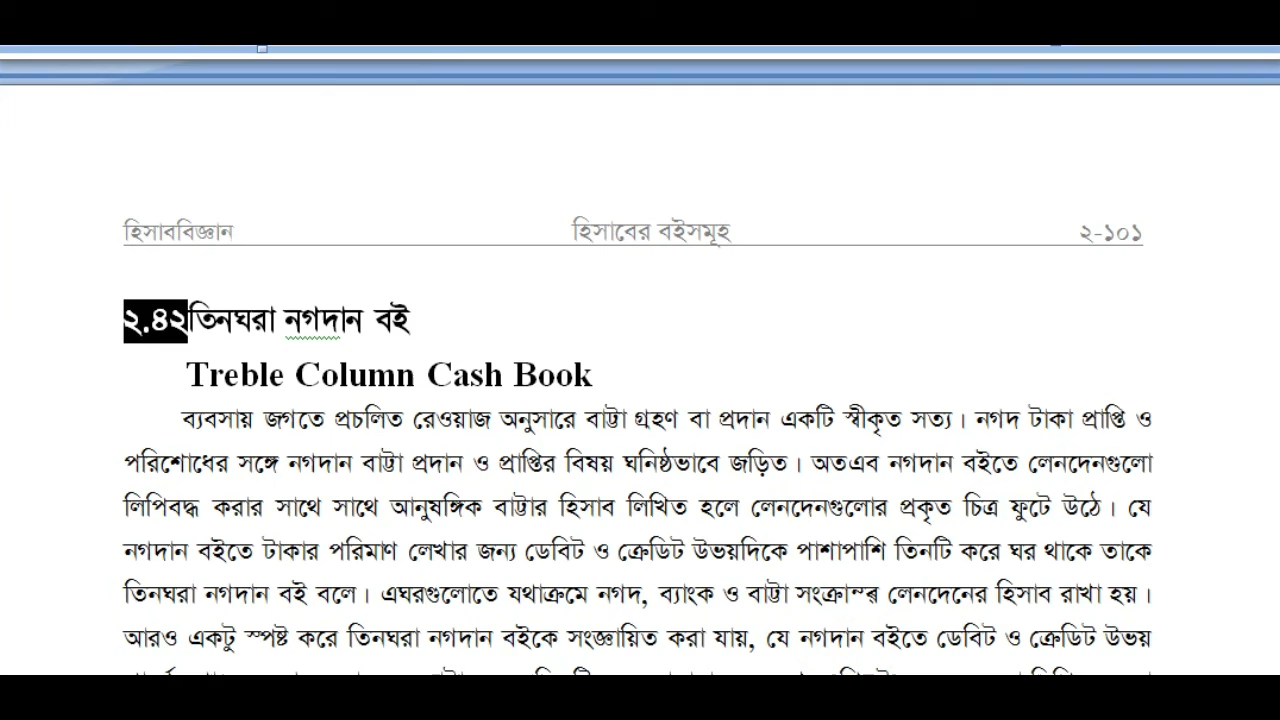 হিসাববিজ্ঞান হিসাবের বইসমূহ ২-১০১
২.৪২তিনঘরা নগদান বই
Treble Column Cash Book
ব্যবসায় জগতে প্রচলিত রেওয়াজ অনুসারে বাট্টা গ্রহণ বা প্রদান একটি স্বীকৃত সত্য। নগদ টাকা প্রাপ্তি ও
পরিশোধের সঙ্গে নগদান বাট্টা প্রদান ও প্রাপ্তির বিষয় ঘনিষ্ঠভাবে জড়িত। অতএব নগদান বইতে লেনদেনগুলো
লিপিবদ্ধ করার সাথে সাথে আনুষঙ্গিক বাট্টার হিসাব লিখিত হলে লেনদেনগুলোর প্রকৃত চিত্র ফুটে উঠে। যে
নগদান বইতে টাকার পরিমাণ লেখার জন্য ডেবিট ও ক্রেডিট উভয়দিকে পাশাপাশি তিনটি করে ঘর থাকে তাকে
তিনঘরা নগদান বই বলে। এঘরগুলোতে যথাক্রমে নগদ, ব্যাংক ও বাট্টা সংক্রান্ত লেনদেনের হিসাব রাখা হয়।
আরও একটু স্পষ্ট করে তিনঘরা নগদান বইকে সংজ্ঞায়িত করা যায়, যে নগদান বইতে ডেবিট ও ক্রেডিট উভয়